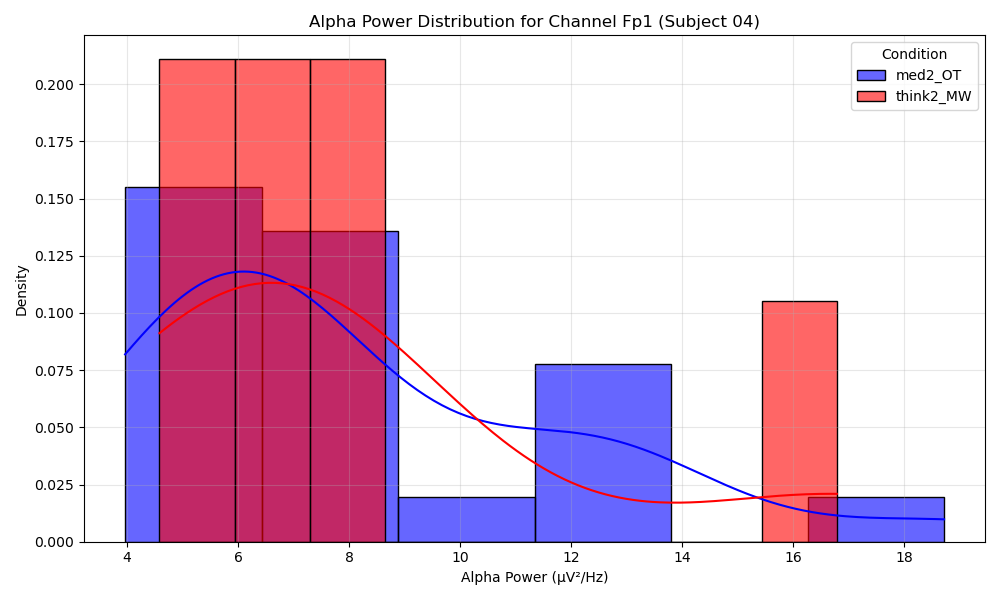 Alpha Power Distribution for Channel Fp1 (Subject 04)
Condition
med2_OT
think2_MW
Density
0.200
0.175
0.150
0.125
0.100
0.075
0.050
0.025
0.000
4 6 8 10 12 14 16 18
Alpha Power (µV²/Hz)